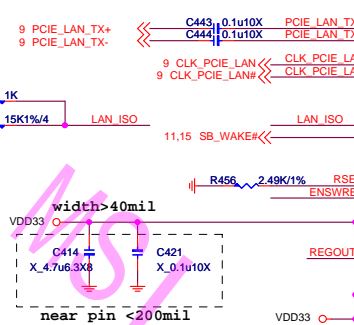 C443 0.1u10X PCIE_LAN_T
9 PCIE_LAN_TX+
C444 0.1u10X PCIE_LAN_T
9 PCIE_LAN_TX-
9 CLK_PCIE_LAN CLK_PCIE_LA
9 CLK_PCIE_LAN# CLK_PCIE_LA
1K
15K1%/4 LAN_ISO LAN_ISO
11,15 SB_WAKE#
R456 2.49K/1% RSE
ENSWRE
width>40mil
VDD33
C414 C421 REGOUT
X_4.7u6.3X8 X_0.1u10X
near pin <200mil
VDD33
MSI